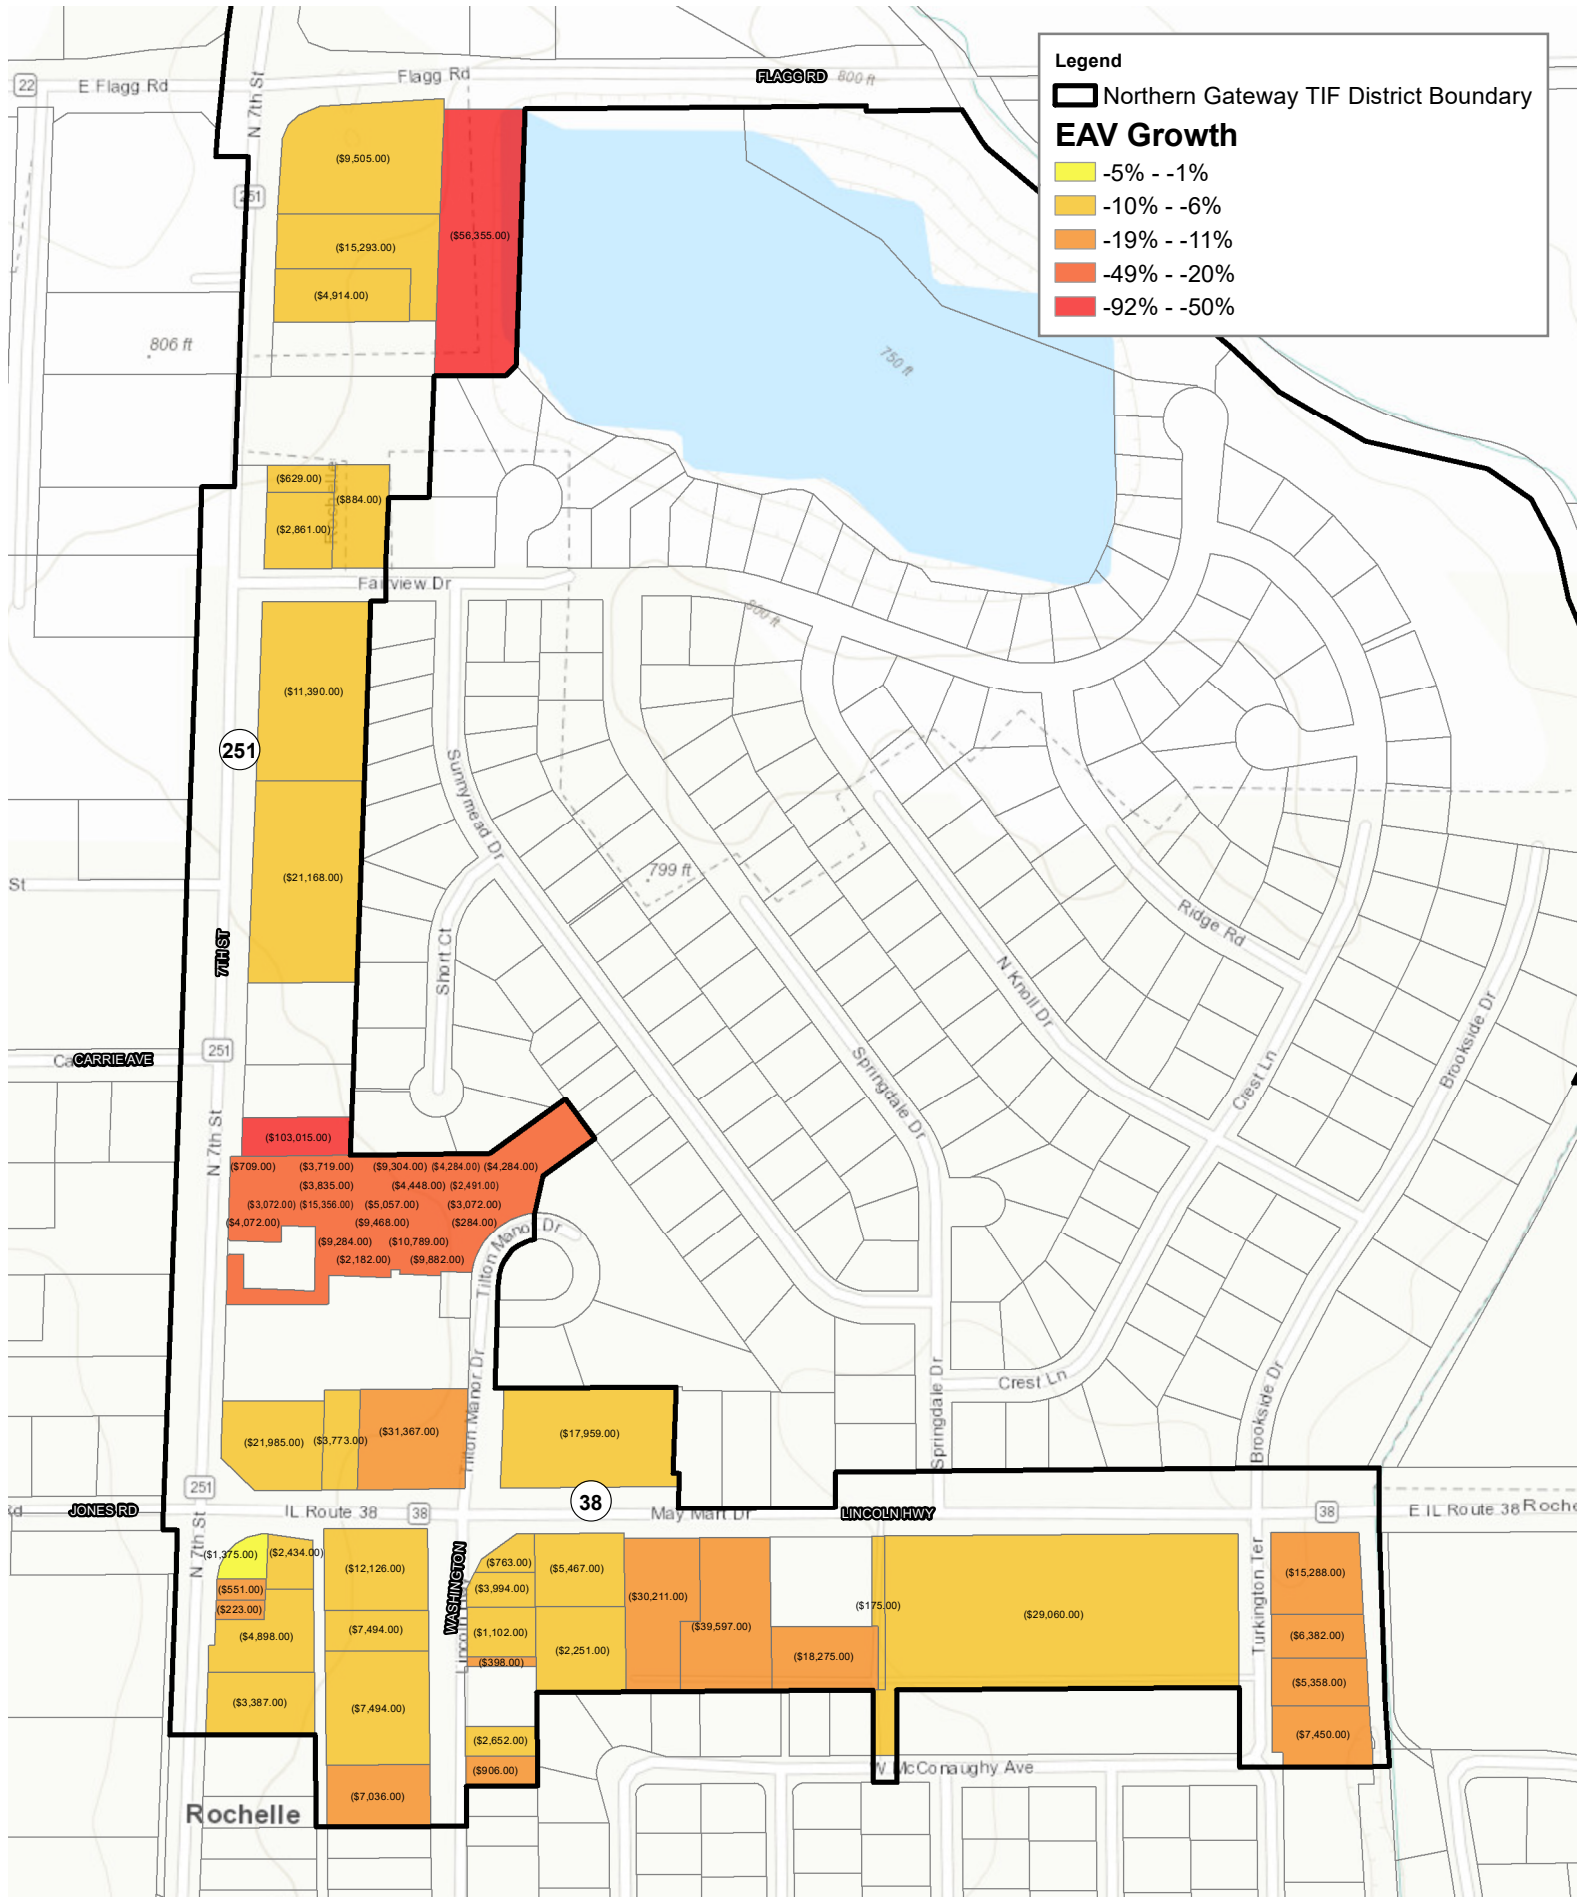 Legend
Northern Gateway TIF District Boundary
EAV Growth
-5% - -1%
-10% - -6%
-19% - -11%
-49% - -20%
-92% - -50%
22
E Flagg Rd
N 7th St
Flagg Rd
FLAGG RD
800 ft
251
($9,505.00)
($15,293.00)
($56,355.00)
($4,914.00)
806 ft
750 ft
Rochelle
($629.00)
($884.00)
($2,861.00)
Fairview Dr
800 ft
($11,390.00)
251
Sunnymead Dr
799 ft
St
($21,168.00)
7TH ST
Short Ct
Ridge Rd
N Knoll Dr
Brookside Dr
251
CARRIE AVE
Springdale Dr
Crest Ln
N 7th St
($103,015.00)
($709.00)
($3,719.00)
($9,304.00)
($4,284.00)
($4,284.00)
($3,835.00)
($4,448.00)
($2,491.00)
($3,072.00)
($15,356.00)
($5,057.00)
($3,072.00)
($4,072.00)
($9,468.00)
($284.00)
($9,284.00)
($10,789.00)
($2,182.00)
($9,882.00)
Tilton Manor Dr
Tilton Manor Dr
Springdale Dr
Crest Ln
Brookside Dr
($21,985.00)
($3,773.00)
($31,367.00)
($17,959.00)
251
38
JONES RD
Rd
IL Route 38
38
May Mart Dr
LINCOLN HWY
38
E IL Route 38
Roche
N 7th St
($1,375.00)
($2,434.00)
($551.00)
($223.00)
($4,898.00)
($3,387.00)
($12,126.00)
($7,494.00)
($7,494.00)
($7,036.00)
WASHINGTON
($763.00)
($3,994.00)
($1,102.00)
($398.00)
($2,652.00)
($906.00)
($5,467.00)
($2,251.00)
($30,211.00)
($39,597.00)
($18,275.00)
($175.00)
($29,060.00)
Turkington Ter
($15,288.00)
($6,382.00)
($5,358.00)
($7,450.00)
W McConaughy Ave
Rochelle